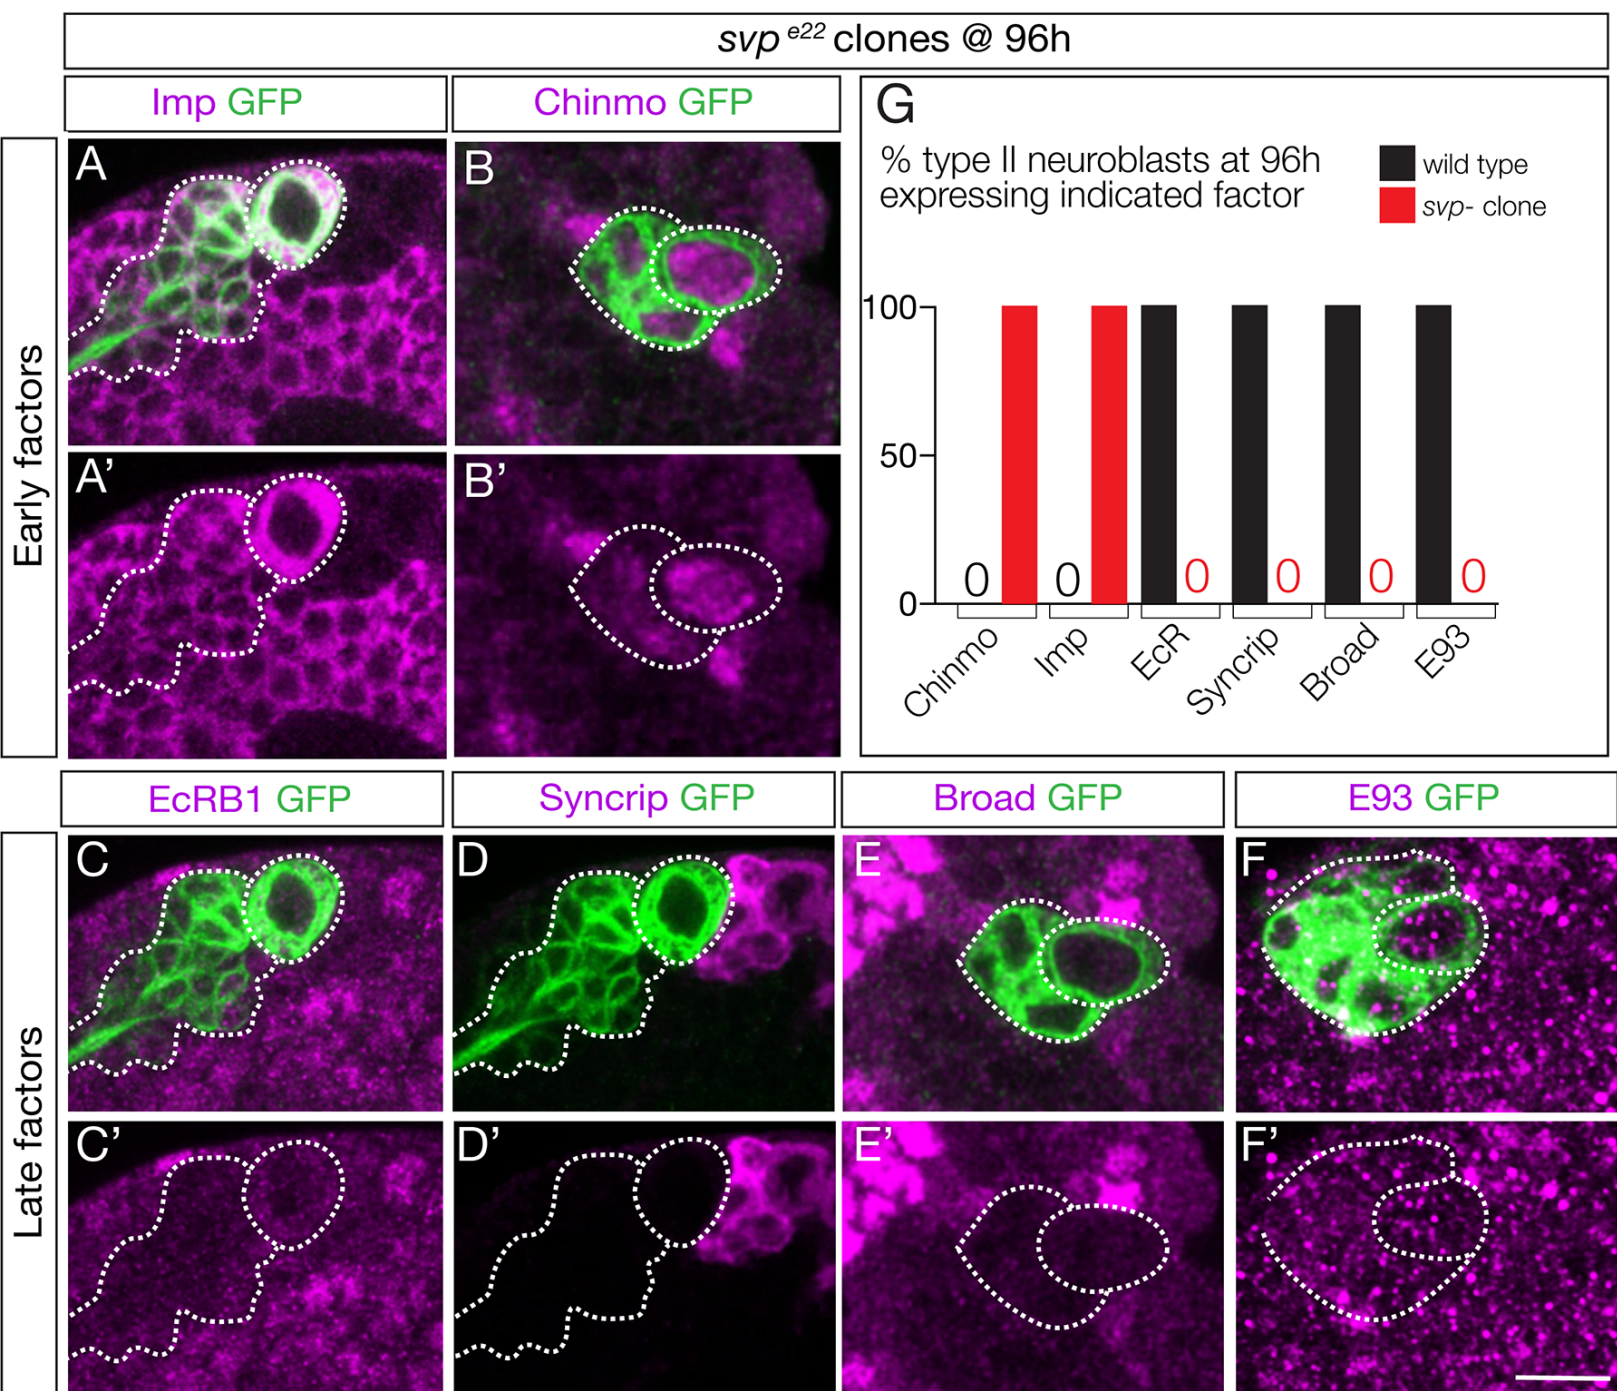 svp e22 clones @ 96h
Imp GFP
Chinmo GFP
Early factors
A
B
A’
B’
G
% type II neuroblasts at 96h
expressing indicated factor
wild type
svp- clone
100
50
0
0
0
0
0
0
0
Chinmo
Imp
EcR
Syncrip
Broad
E93
EcRB1 GFP
Syncrip GFP
Broad GFP
E93 GFP
Late factors
C
D
E
F
C’
D’
E’
F’